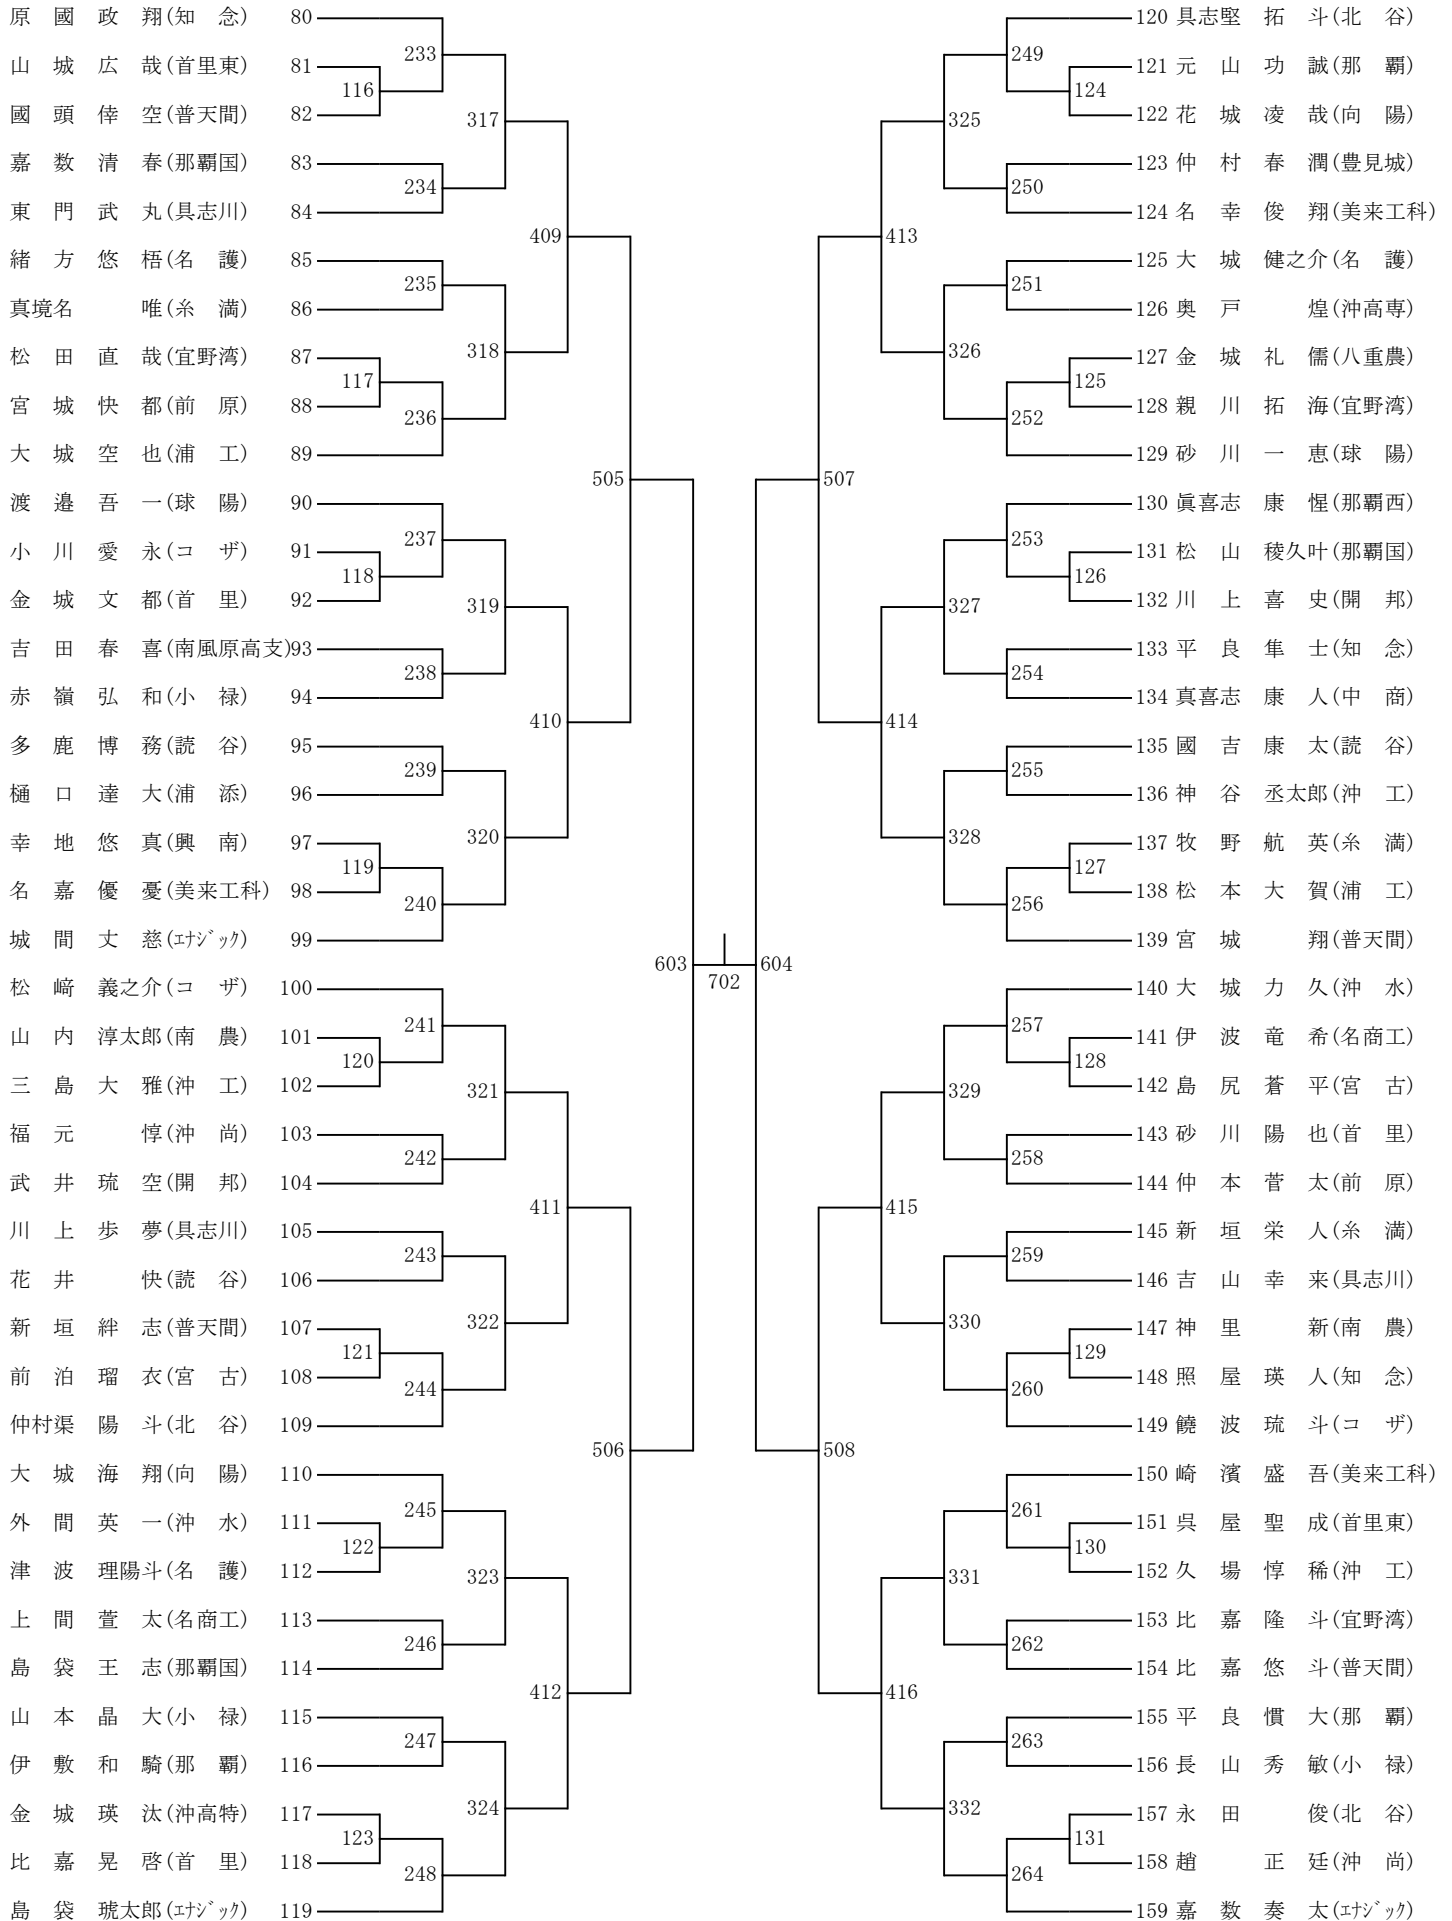 原 國 政 翔(知 念) 80
山 城 広 哉(首里東) 81
國 頭 倖 空(普天間) 82
嘉 数 清 春(那覇国) 83
東 門 武 丸(具志川) 84
緒 方 悠 梧(名 護) 85
真境名 唯(糸 満) 86
松 田 直 哉(宜野湾) 87
宮 城 快 都(前 原) 88
大 城 空 也(浦 工) 89
渡 邉 吾 一(球 陽) 90
小 川 愛 永(コ ザ) 91
金 城 文 都(首 里) 92
吉 田 春 喜(南風原高支)93
赤 嶺 弘 和(小 禄) 94
多 鹿 博 務(読 谷) 95
樋 口 達 大(浦 添) 96
幸 地 悠 真(興 南) 97
名 嘉 優 憂(美来工科) 98
城 間 丈 慈(ｴﾅｼﾞｯｸ) 99
松 﨑 義之介(コ ザ) 100
山 内 淳太郎(南 農) 101
三 島 大 雅(沖 工) 102
福 元 惇(沖 尚) 103
武 井 琉 空(開 邦) 104
川 上 歩 夢(具志川) 105
花 井 快(読 谷) 106
新 垣 絆 志(普天間) 107
前 泊 瑠 衣(宮 古) 108
仲村渠 陽 斗(北 谷) 109
大 城 海 翔(向 陽) 110
外 間 英 一(沖 水) 111
津 波 理陽斗(名 護) 112
上 間 萱 太(名商工) 113
島 袋 王 志(那覇国) 114
山 本 晶 大(小 禄) 115
伊 敷 和 騎(那 覇) 116
金 城 瑛 汰(沖高特) 117
比 嘉 晃 啓(首 里) 118
島 袋 琥太郎(ｴﾅｼﾞｯｸ) 119
116
117
118
119
120
121
122
123
233
234
235
236
237
238
239
240
241
242
243
244
245
246
247
248
317
318
319
320
321
322
323
324
409
410
411
412
505
506
603
702
604
507
508
413
414
415
416
325
326
327
328
329
330
331
332
249
250
251
252
253
254
255
256
257
258
259
260
261
262
263
264
124
125
126
127
128
129
130
131
120 具志堅 拓 斗(北 谷)
121 元 山 功 誠(那 覇)
122 花 城 凌 哉(向 陽)
123 仲 村 春 潤(豊見城)
124 名 幸 俊 翔(美来工科)
125 大 城 健之介(名 護)
126 奥 戸 煌(沖高専)
127 金 城 礼 儒(八重農)
128 親 川 拓 海(宜野湾)
129 砂 川 一 恵(球 陽)
130 眞喜志 康 惺(那覇西)
131 松 山 稜久叶(那覇国)
132 川 上 喜 史(開 邦)
133 平 良 隼 士(知 念)
134 真喜志 康 人(中 商)
135 國 吉 康 太(読 谷)
136 神 谷 丞太郎(沖 工)
137 牧 野 航 英(糸 満)
138 松 本 大 賀(浦 工)
139 宮 城 翔(普天間)
140 大 城 力 久(沖 水)
141 伊 波 竜 希(名商工)
142 島 尻 蒼 平(宮 古)
143 砂 川 陽 也(首 里)
144 仲 本 菅 太(前 原)
145 新 垣 栄 人(糸 満)
146 吉 山 幸 来(具志川)
147 神 里 新(南 農)
148 照 屋 瑛 人(知 念)
149 饒 波 琉 斗(コ ザ)
150 崎 濱 盛 吾(美来工科)
151 呉 屋 聖 成(首里東)
152 久 場 惇 稀(沖 工)
153 比 嘉 隆 斗(宜野湾)
154 比 嘉 悠 斗(普天間)
155 平 良 慣 大(那 覇)
156 長 山 秀 敏(小 禄)
157 永 田 俊(北 谷)
158 趙 正 廷(沖 尚)
159 嘉 数 奏 太(ｴﾅｼﾞｯｸ)